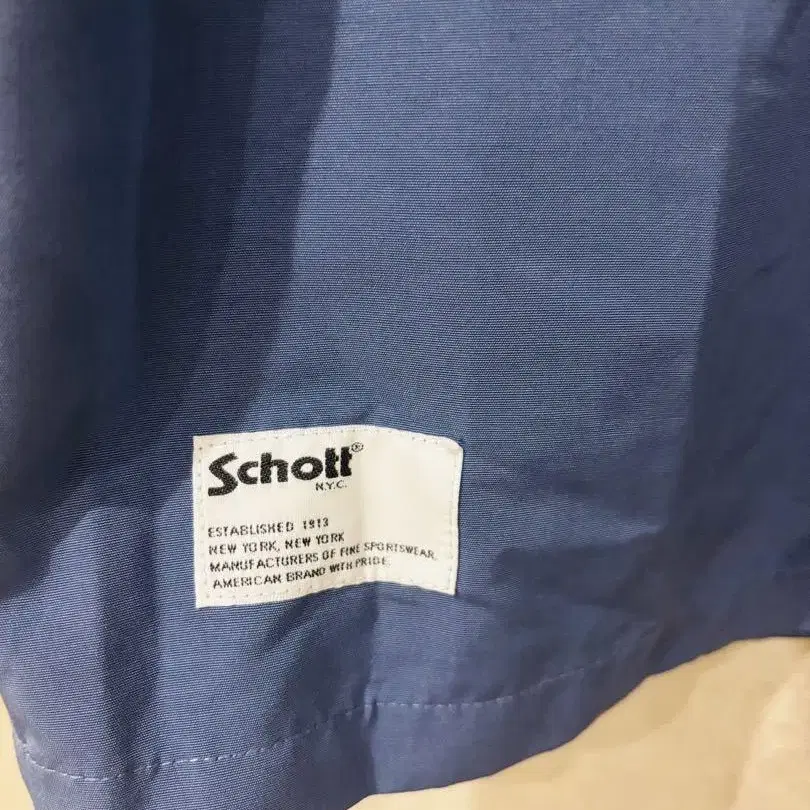 Schott®
N.Y.C.
ESTABLISHED 1913
NEW YORK, NEW YORK
MANUFACTURERS OF FINE SPORTSWEAR.
AMERICAN BRAND WITH PRIDE.